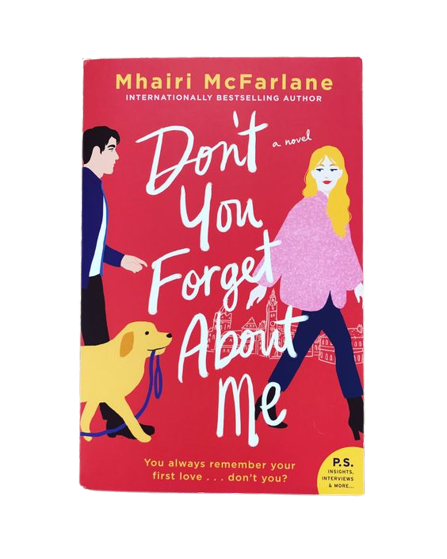 Mhairi McFarlane
INTERNATIONALLY BESTSELLING AUTHOR
Don't
a novel
You
Forget
About
Me
You always remember your
first love . . . don't you?
P.S.
INSIGHTS,
INTERVIEWS
& MORE...